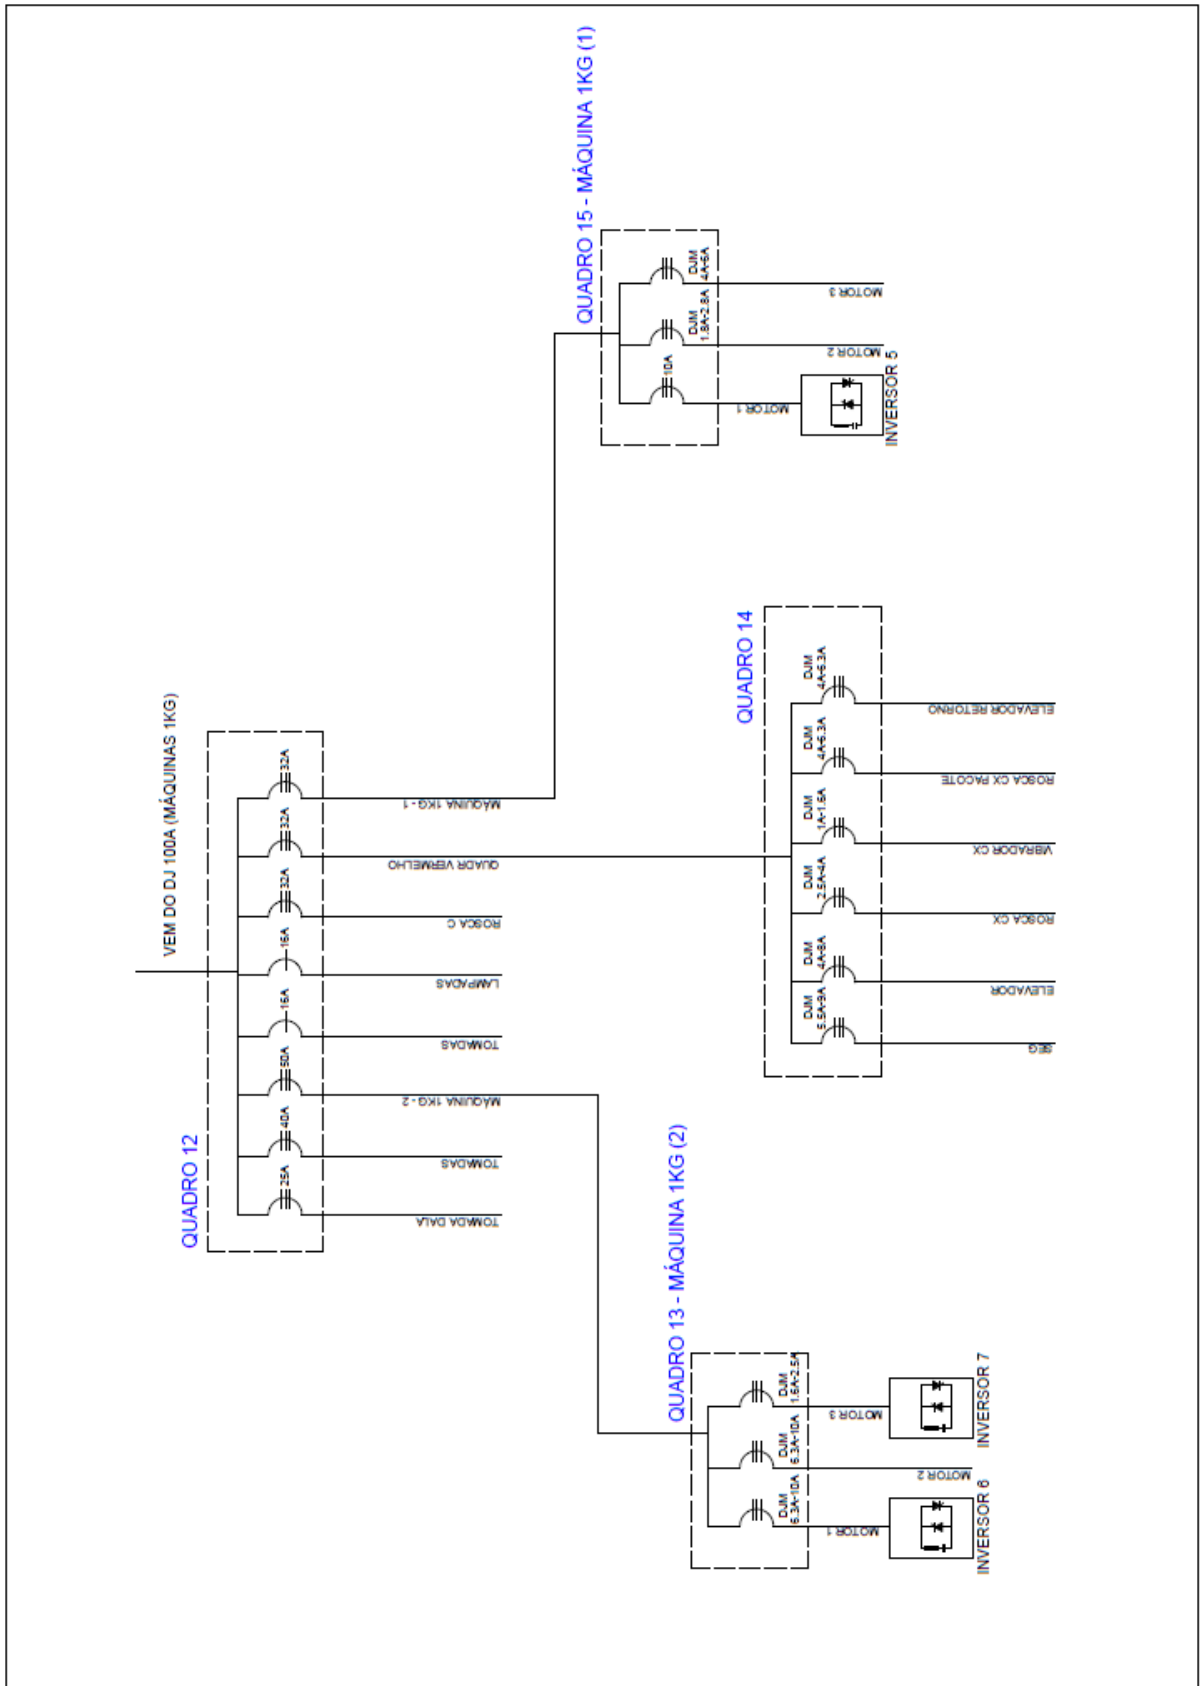 VEM DO DJ 100A (MÁQUINAS 1KG)
QUADRO 12
25A
40A
50A
16A
16A
32A
32A
32A
TOMADA DALA
TOMADAS
MÁQUINA 1KG - 2
TOMADAS
LAMPADAS
ROSCA C
QUADR VERMELHO
MÁQUINA 1KG - 1
QUADRO 15 - MÁQUINA 1KG (1)
10A
DJM
1.8A-2.8A
DJM
4A-6A
MOTOR 1
MOTOR 2
MOTOR 3
INVERSOR 5
QUADRO 14
DJM
5.5A-9A
DJM
4A-8A
DJM
2.5A-4A
DJM
1A-1.6A
DJM
4A-6.3A
DJM
4A-6.3A
SEG
ELEVADOR
ROSCA CX
VIBRADOR CX
ROSCA CX PACOTE
ELEVADOR RETORNO
QUADRO 13 - MÁQUINA 1KG (2)
DJM
6.3A-10A
DJM
6.3A-10A
DJM
1.6A-2.5A
MOTOR 1
MOTOR 2
MOTOR 3
INVERSOR 6
INVERSOR 7